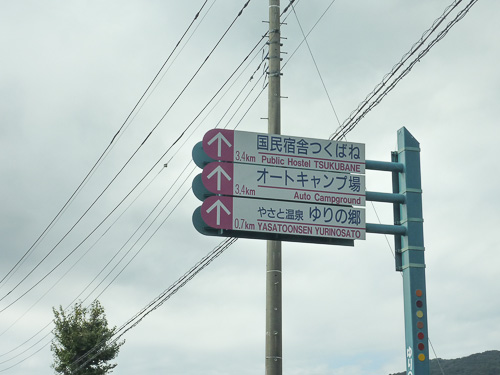 国民宿舎つくばね
3,4km Public Hostel TSUKUBANE
オートキャンプ場
3,4km Auto Campground
やさと温泉 ゆりの郷
0.7km YASATOONSEN YURINOSATO